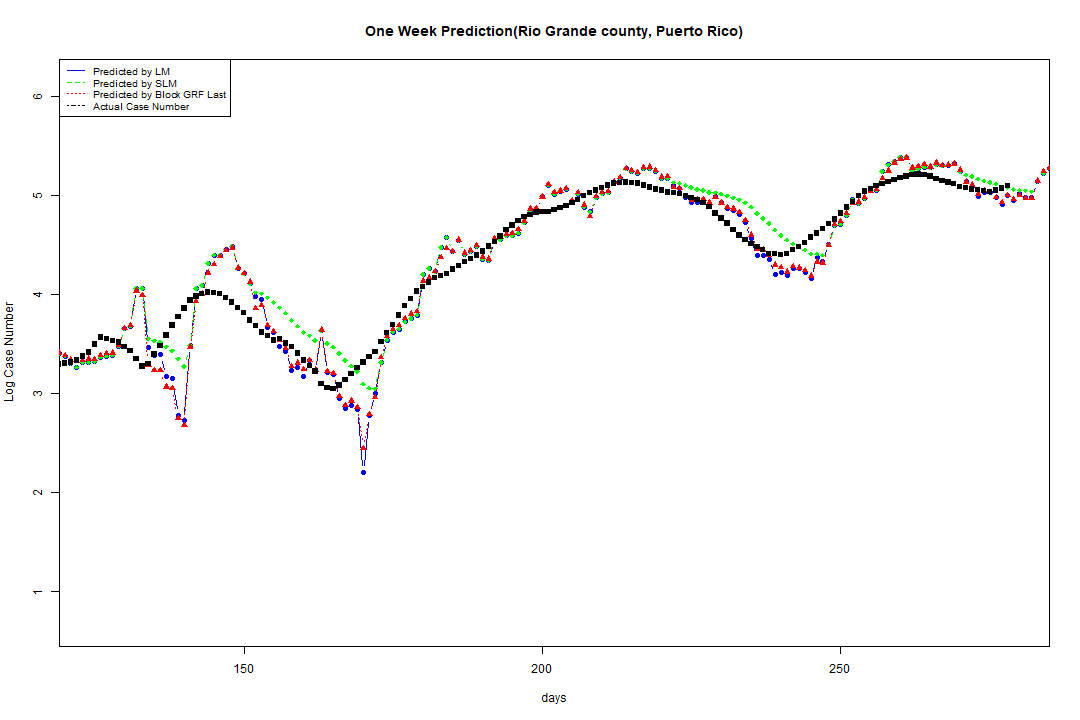 One Week Prediction(Rio Grande county, Puerto Rico)
Predicted by LM
Predicted by SLM
Predicted by Block GRF Last
Actual Case Number
6
5
4
3
2
1
Log Case Number
150
200
250
days